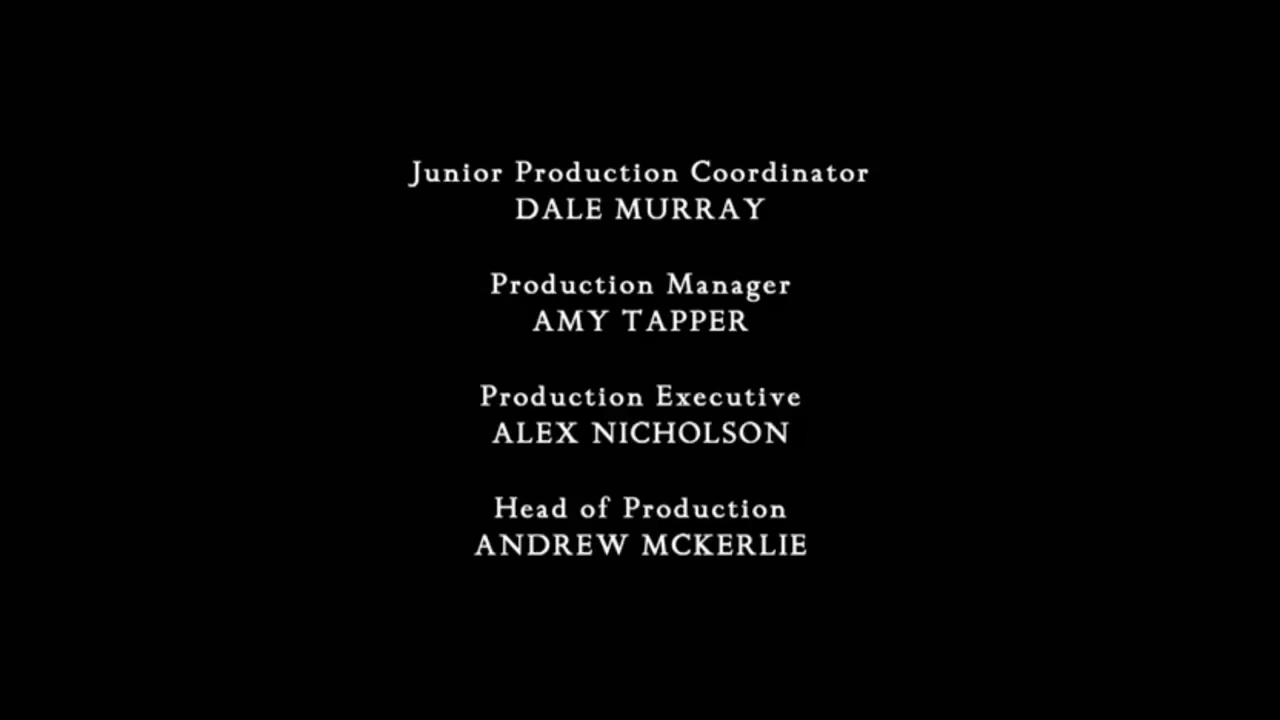 Junior Production Coordinator
DALE MURRAY
Production Manager
AMY TAPPER
Production Executive
ALEX NICHOLSON
Head of Production
ANDREW MCKERLIE